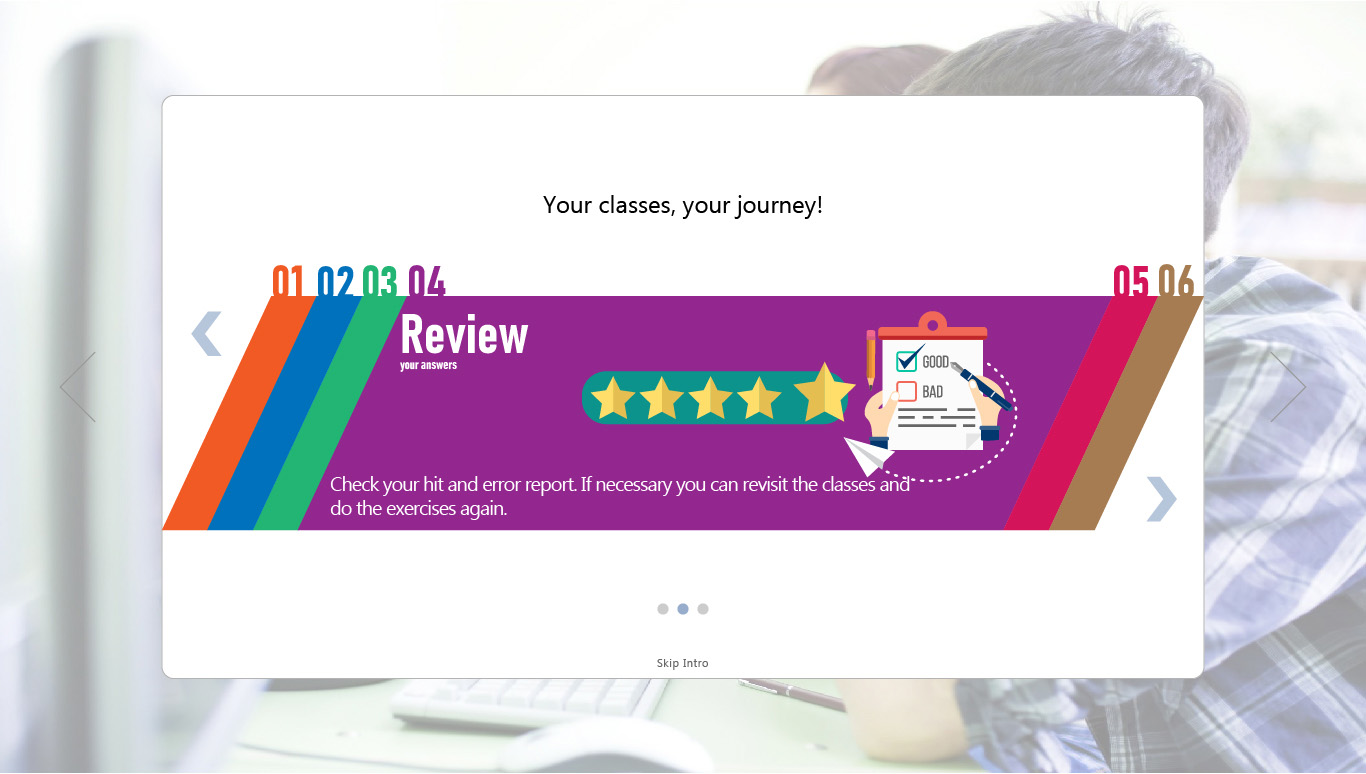 Your classes, your journey!
01 02 03 04 05 06
Review
your answers
GOOD
BAD
Check your hit and error report. If necessary you can revisit the classes and
do the exercises again.
Skip Intro